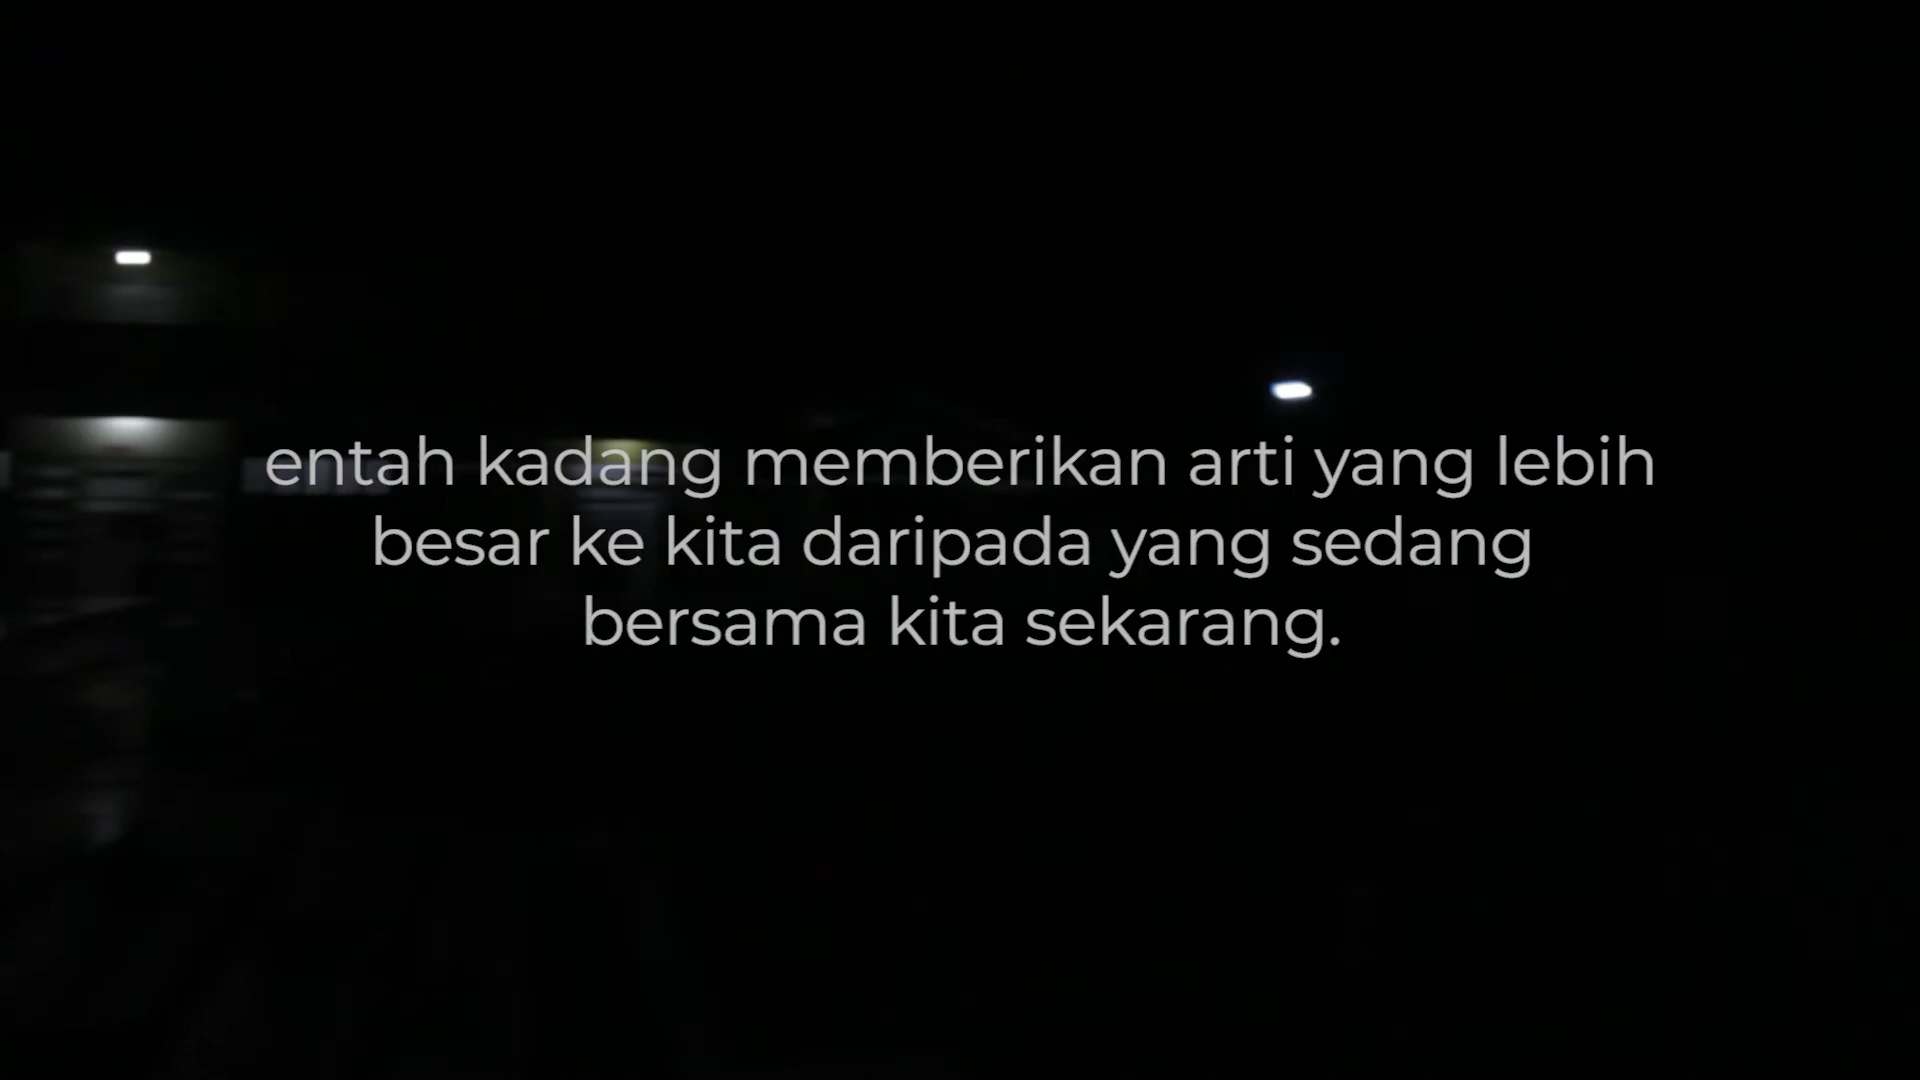 entah kadang memberikan arti yang lebih
besar ke kita daripada yang sedang
bersama kita sekarang.